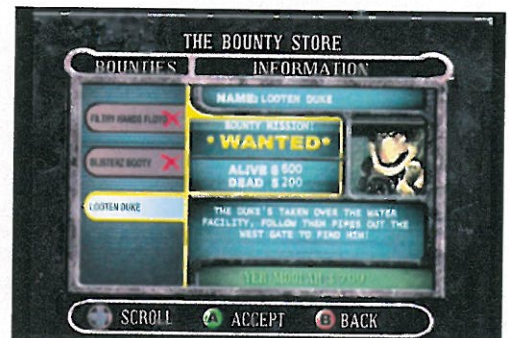 THE BOUNTY STORE
BOUNTIES INFORMATION
NAME: LOOTEN DUKE
FILTHY HANDS FLOYD
BOUNTY MISSION!
*WANTED*
BLISTERZ BOOTY
ALIVE $ 600
DEAD $ 200
LOOTEN DUKE
THE DUKE'S TAKEN OVER THE WATER
FACILITY. FOLLOW THEM PIPES OUT THE
WEST GATE TO FIND HIM!
YER MOOLAH
SCROLL A ACCEPT B BACK